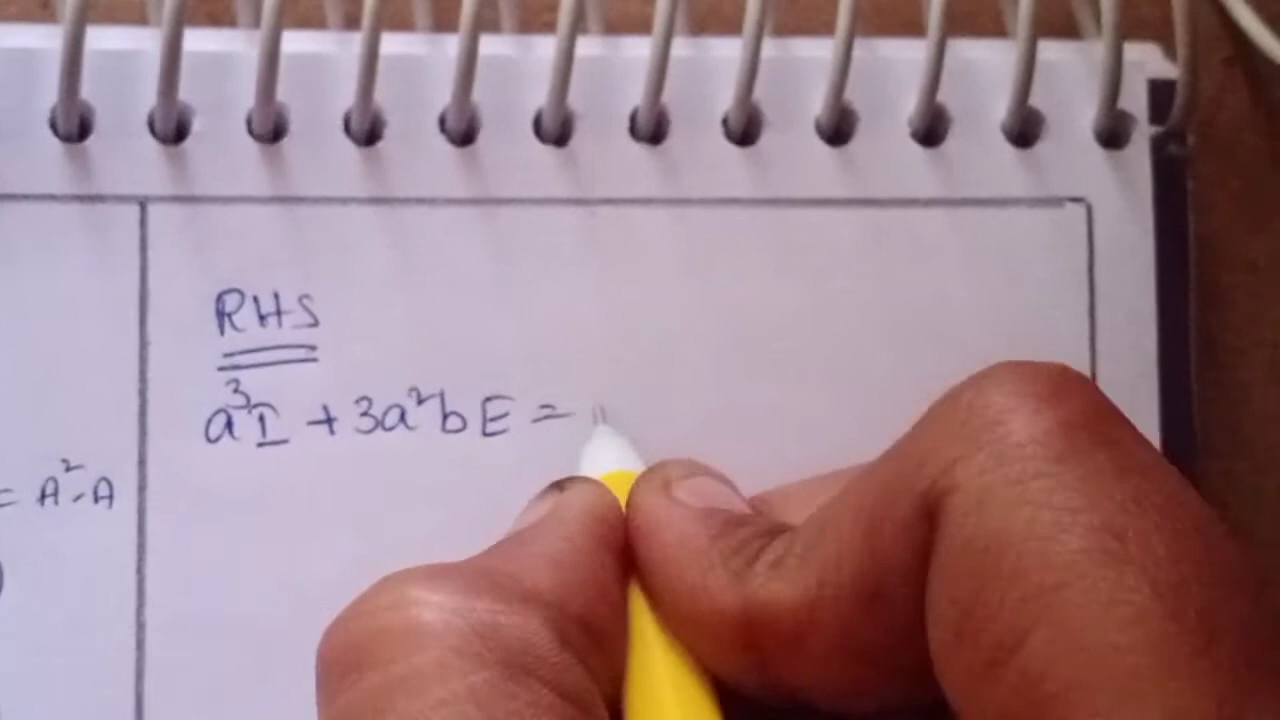 RHS
a³I + 3a²bE =
= A².A
)